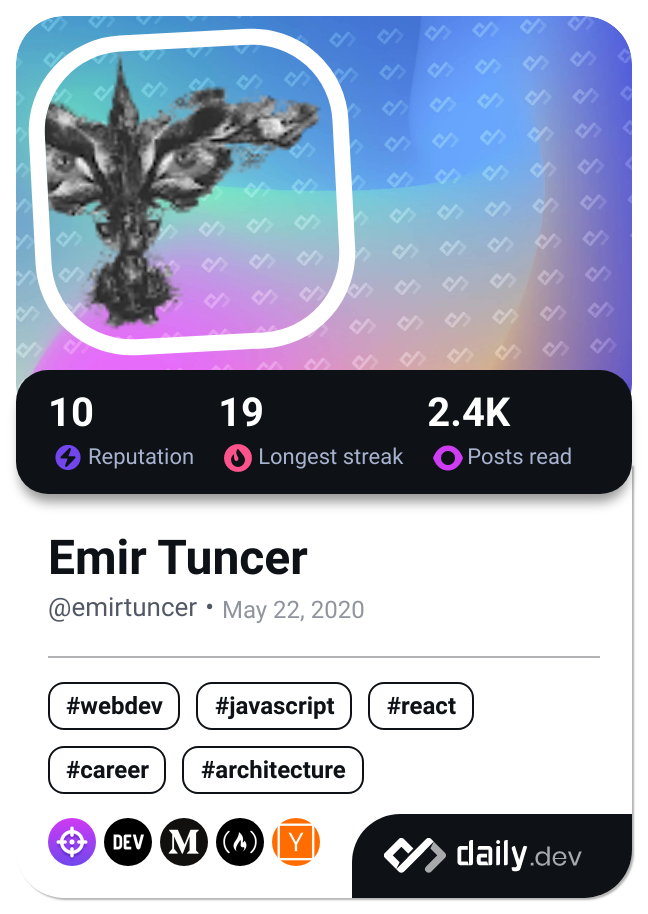 10 19 2.4K
Reputation Longest streak Posts read
Emir Tuncer
@emirtuncer • May 22, 2020
#webdev #javascript #react
#career #architecture
DEV M Y
daily.dev